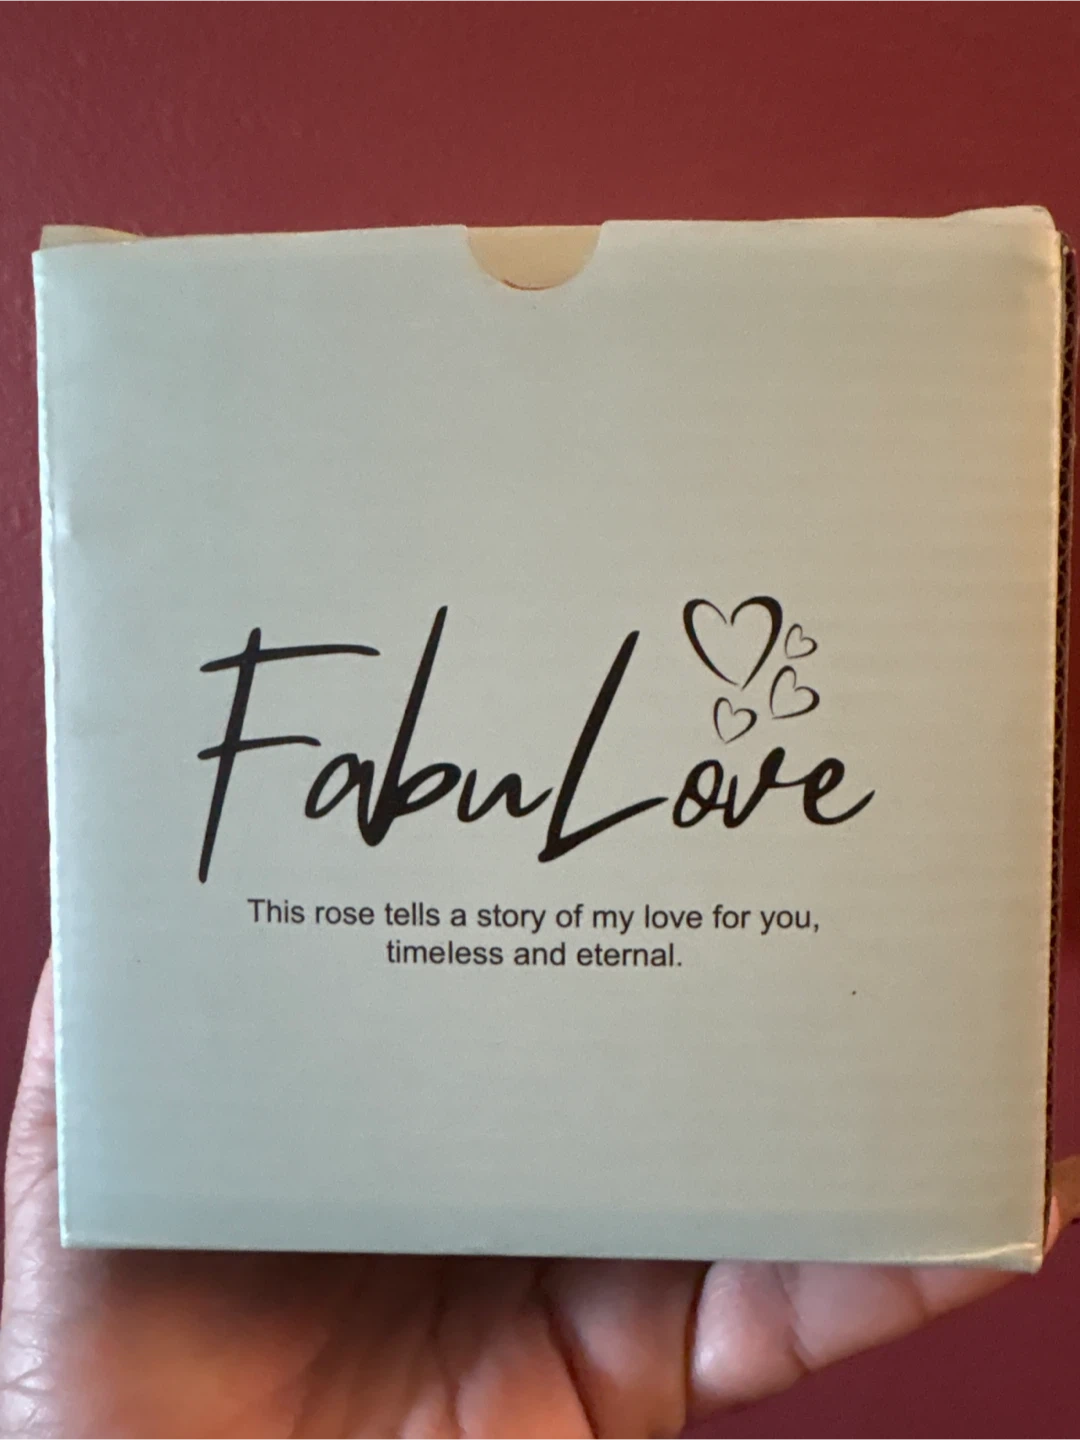 FabuLove
This rose tells a story of my love for you,
timeless and eternal.